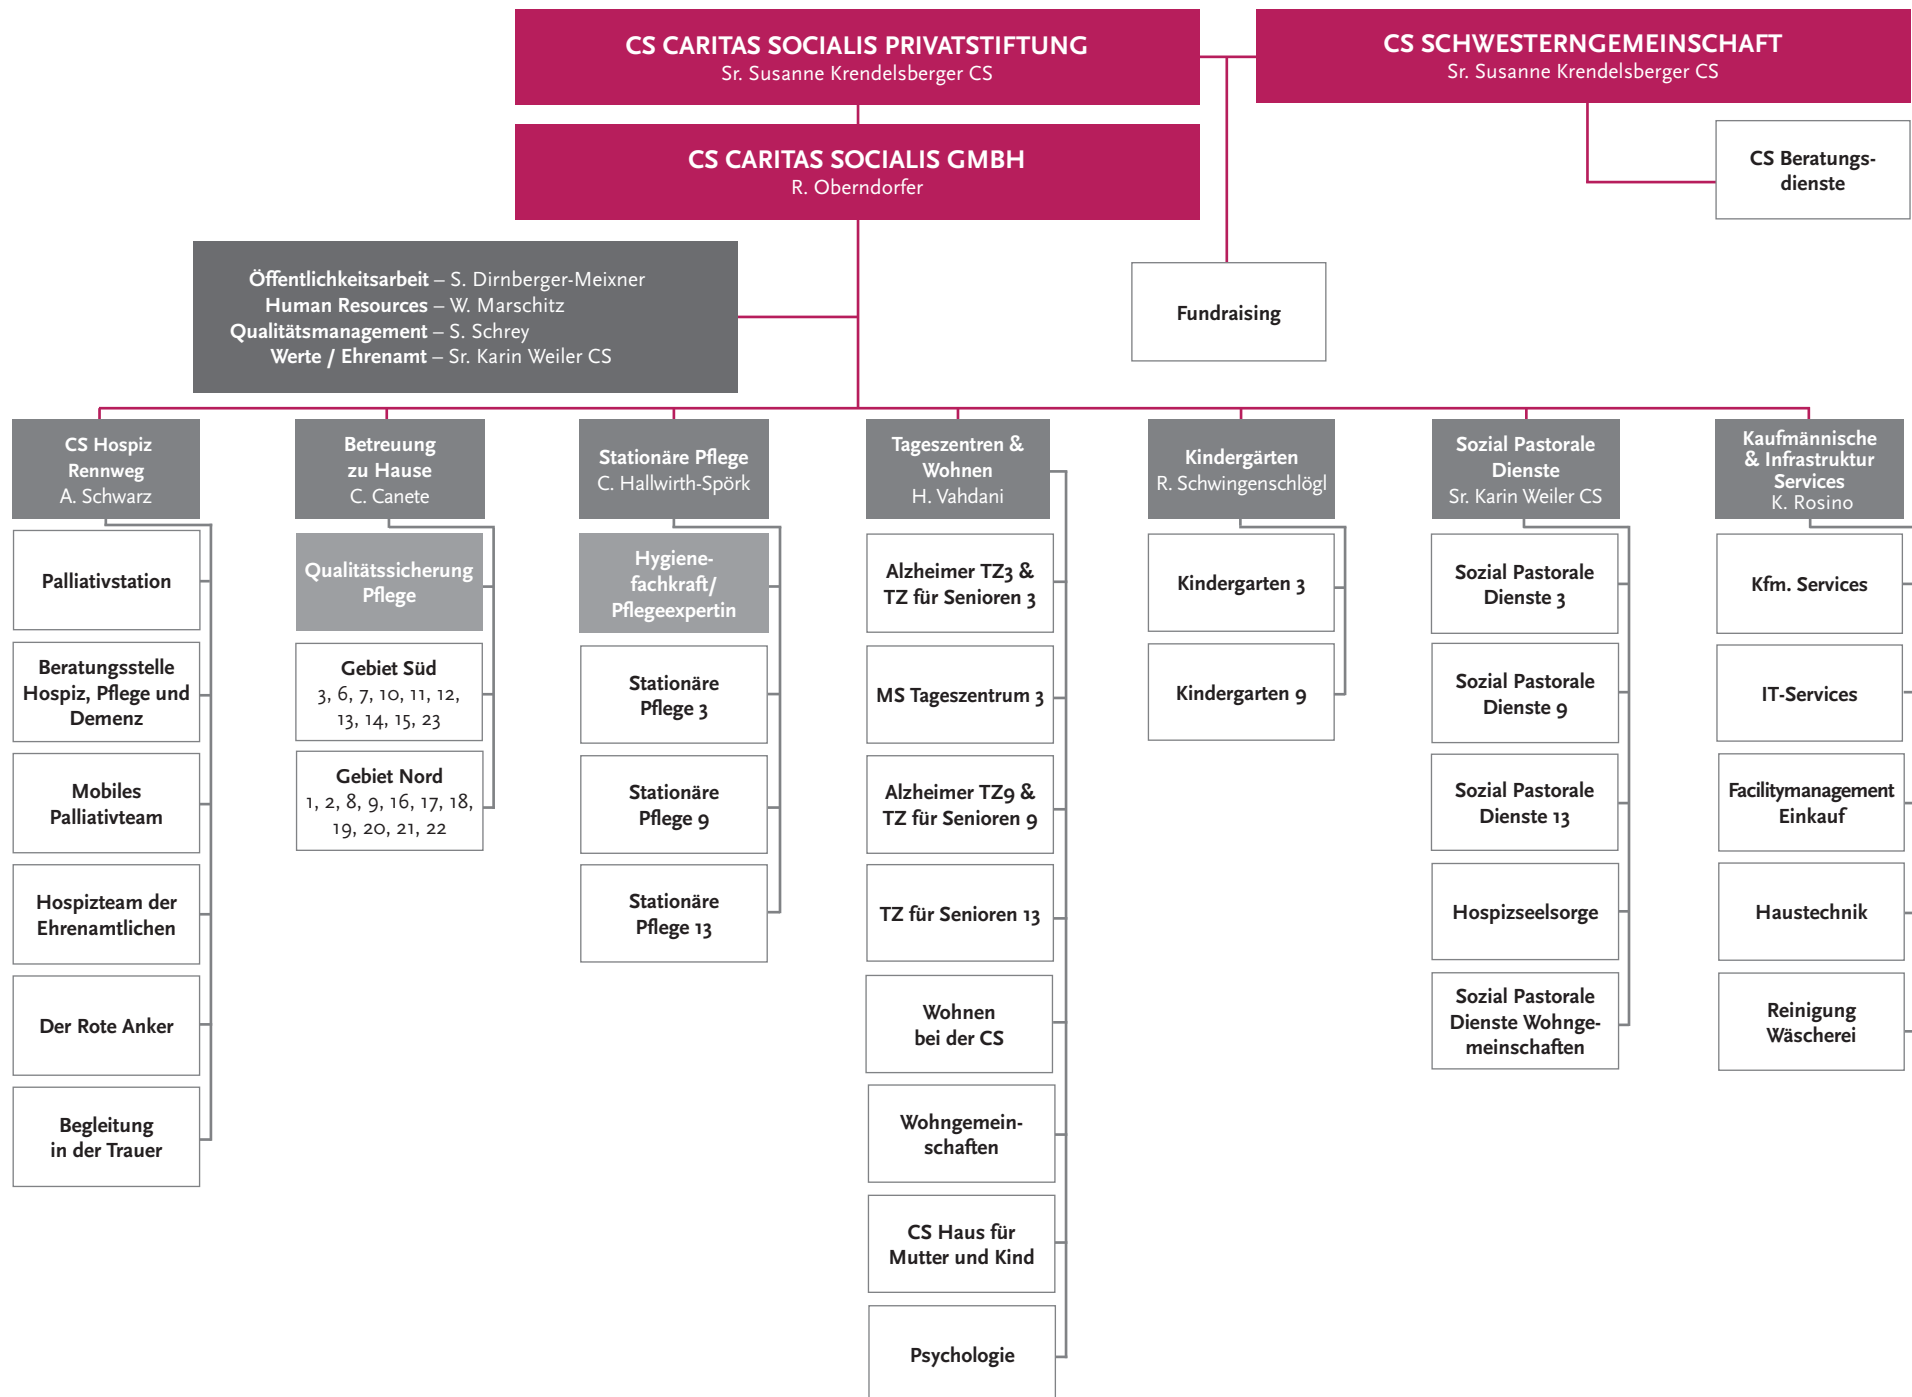 CS CARITAS SOCIALIS PRIVATSTIFTUNG
Sr. Susanne Krendelsberger CS
CS SCHWESTERNGEMEINSCHAFT
Sr. Susanne Krendelsberger CS
CS CARITAS SOCIALIS GMBH
R. Oberndorfer
CS Beratungs-
dienste
Öffentlichkeitsarbeit – S. Dirnberger-Meixner
Human Resources – W. Marschitz
Qualitätsmanagement – S. Schrey
Werte / Ehrenamt – Sr. Karin Weiler CS
Fundraising
CS Hospiz
Rennweg
A. Schwarz
Palliativstation
Beratungsstelle
Hospiz, Pflege und
Demenz
Mobiles
Palliativteam
Hospizteam der
Ehrenamtlichen
Der Rote Anker
Begleitung
in der Trauer
Betreuung
zu Hause
C. Canete
Qualitätssicherung
Pflege
Gebiet Süd
3, 6, 7, 10, 11, 12,
13, 14, 15, 23
Gebiet Nord
1, 2, 8, 9, 16, 17, 18,
19, 20, 21, 22
Stationäre Pflege
C. Hallwirth-Spörk
Hygiene-
fachkraft/
Pflegeexpertin
Stationäre
Pflege 3
Stationäre
Pflege 9
Stationäre
Pflege 13
Tageszentren &
Wohnen
H. Vahdani
Alzheimer TZ3 &
TZ für Senioren 3
MS Tageszentrum 3
Alzheimer TZ9 &
TZ für Senioren 9
TZ für Senioren 13
Wohnen
bei der CS
Wohngemein-
schaften
CS Haus für
Mutter und Kind
Psychologie
Kindergärten
R. Schwingenschlögl
Kindergarten 3
Kindergarten 9
Sozial Pastorale
Dienste
Sr. Karin Weiler CS
Sozial Pastorale
Dienste 3
Sozial Pastorale
Dienste 9
Sozial Pastorale
Dienste 13
Hospizseelsorge
Sozial Pastorale
Dienste Wohnge-
meinschaften
Kaufmännische
& Infrastruktur
Services
K. Rosino
Kfm. Services
IT-Services
Facilitymanagement
Einkauf
Haustechnik
Reinigung
Wäscherei